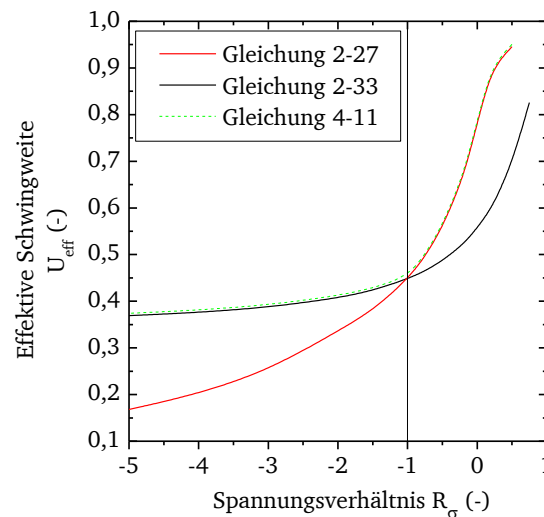 1,0
0,9
0,8
0,7
0,6
0,5
0,4
0,3
0,2
0,1
Effektive Schwingweite
U_eff (-)
Gleichung 2-27
Gleichung 2-33
Gleichung 4-11
-5 -4 -3 -2 -1 0 1
Spannungsverhältnis R_σ (-)